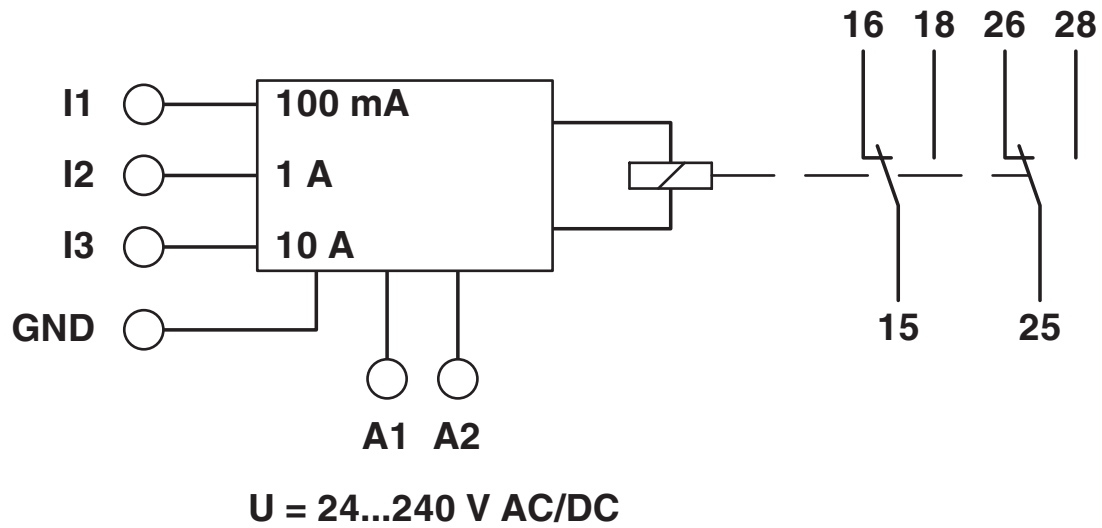 16 18 26 28
I1 100 mA
I2 1 A
I3 10 A
GND
15 25
A1 A2
U = 24...240 V AC/DC